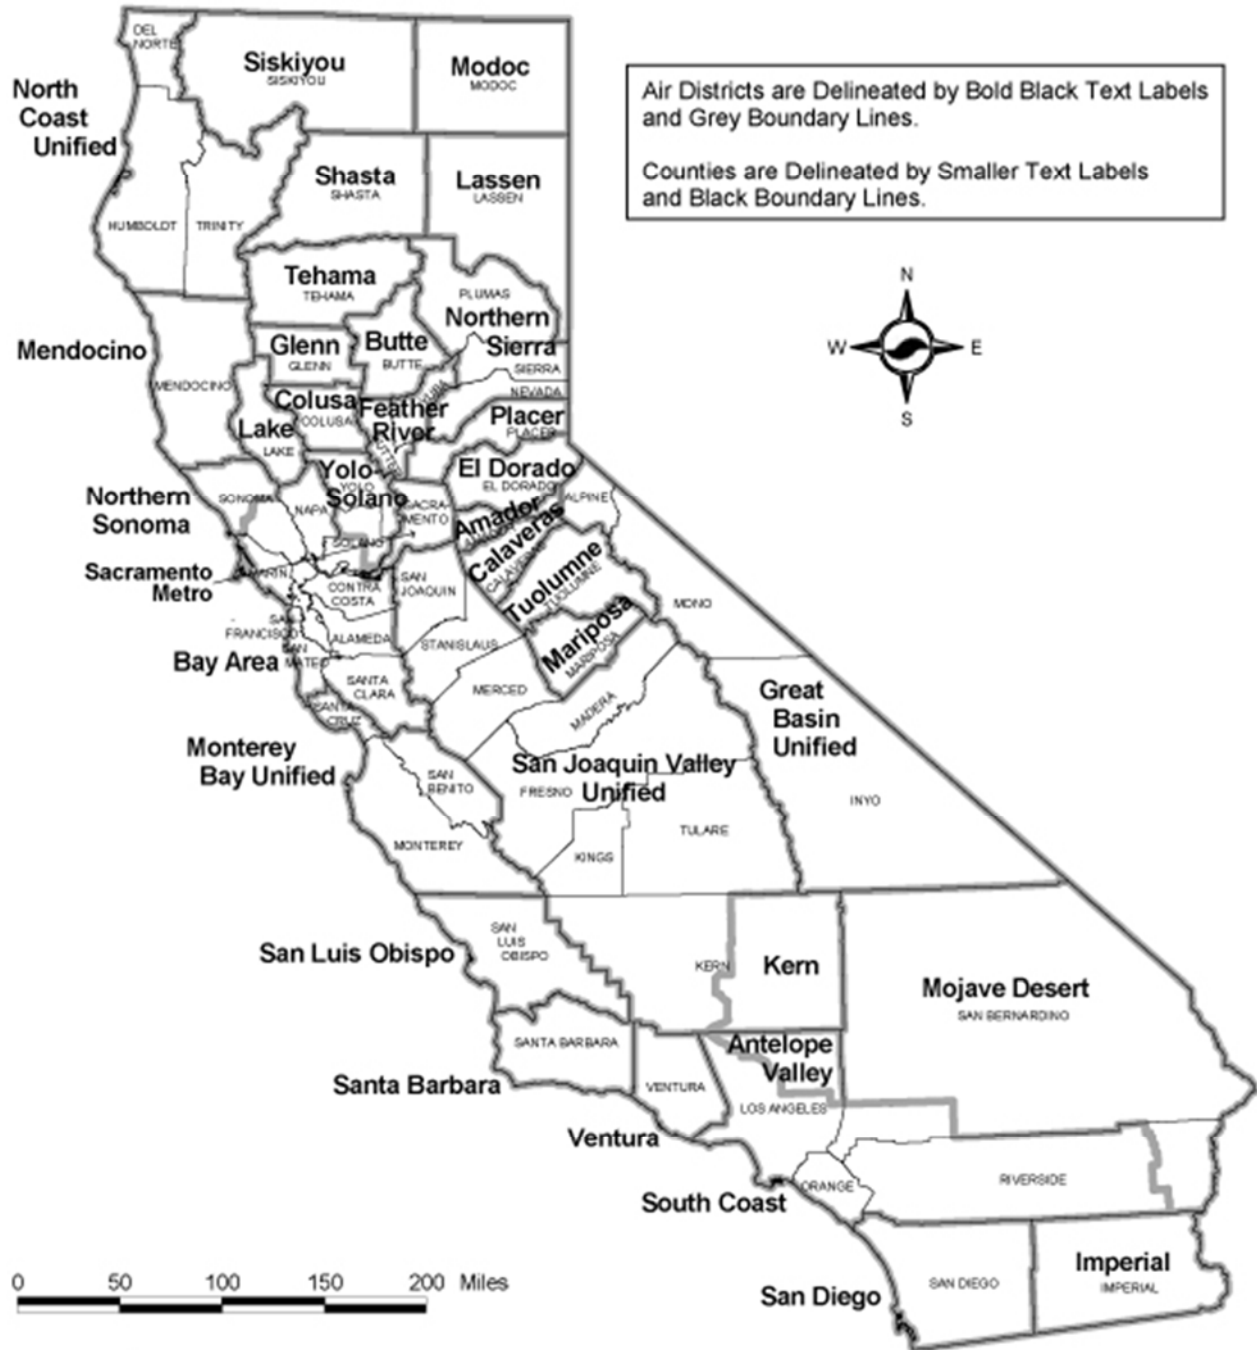 DEL
NORTE
Siskiyou
SISKIYOU
Modoc
MODOC
North
Coast
Unified
Air Districts are Delineated by Bold Black Text Labels
and Grey Boundary Lines.
Counties are Delineated by Smaller Text Labels
and Black Boundary Lines.
Shasta
SHASTA
Lassen
LASSEN
HUMBOLDT
TRINITY
Tehama
TEHAMA
PLUMAS
Northern
Sierra
SIERRA
N
W
E
S
Mendocino
MENDOCINO
Glenn
GLENN
Butte
BUTTE
NEVADA
YUBA
Colusa
COLUSA
Feather
River
Placer
PLACER
Lake
LAKE
Yolo-
Solano
YOLO
El Dorado
EL DORADO
ALPINE
Northern
Sonoma
SONOMA
NAPA
SACRA-
MENTO
Amador
SOLANO
Calaveras
CALAVERAS
Sacramento
Metro
MARIN
CONTRA
COSTA
SAN
JOAQUIN
Tuolumne
TUOLUMNE
MONO
SAN
FRANCISCO
ALAMEDA
STANISLAUS
Mariposa
MARIPOSA
Bay Area
SAN
MATEO
SANTA
CLARA
MERCED
MADERA
Great
Basin
Unified
SANTA
CRUZ
Monterey
Bay Unified
SAN
BENITO
San Joaquin Valley
Unified
FRESNO
INYO
MONTEREY
KINGS
TULARE
San Luis Obispo
SAN
LUIS
OBISPO
KERN
Kern
Mojave Desert
SAN BERNARDINO
SANTA BARBARA
Santa Barbara
VENTURA
Antelope
Valley
LOS ANGELES
Ventura
South Coast
ORANGE
RIVERSIDE
San Diego
SAN DIEGO
Imperial
IMPERIAL
0 50 100 150 200 Miles